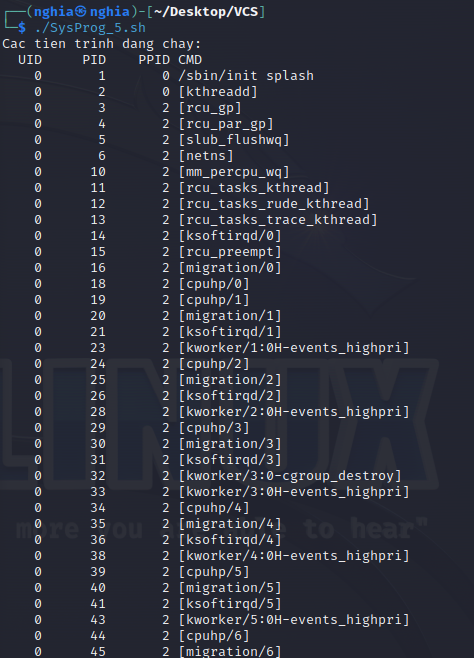 ┌──(nghia㉿nghia)-[~/Desktop/VCS]
└─$ ./SysProg_5.sh
Cac tien trinh dang chay:
UID PID PPID CMD
0 1 0 /sbin/init splash
0 2 0 [kthreadd]
0 3 2 [rcu_gp]
0 4 2 [rcu_par_gp]
0 5 2 [slub_flushwq]
0 6 2 [netns]
0 10 2 [mm_percpu_wq]
0 11 2 [rcu_tasks_kthread]
0 12 2 [rcu_tasks_rude_kthread]
0 13 2 [rcu_tasks_trace_kthread]
0 14 2 [ksoftirqd/0]
0 15 2 [rcu_preempt]
0 16 2 [migration/0]
0 18 2 [cpuhp/0]
0 19 2 [cpuhp/1]
0 20 2 [migration/1]
0 21 2 [ksoftirqd/1]
0 23 2 [kworker/1:0H-events_highpri]
0 24 2 [cpuhp/2]
0 25 2 [migration/2]
0 26 2 [ksoftirqd/2]
0 28 2 [kworker/2:0H-events_highpri]
0 29 2 [cpuhp/3]
0 30 2 [migration/3]
0 31 2 [ksoftirqd/3]
0 32 2 [kworker/3:0-cgroup_destroy]
0 33 2 [kworker/3:0H-events_highpri]
0 34 2 [cpuhp/4]
0 35 2 [migration/4]
0 36 2 [ksoftirqd/4]
0 38 2 [kworker/4:0H-events_highpri]
0 39 2 [cpuhp/5]
0 40 2 [migration/5]
0 41 2 [ksoftirqd/5]
0 43 2 [kworker/5:0H-events_highpri]
0 44 2 [cpuhp/6]
0 45 2 [migration/6]
LINUX
more you to hear"